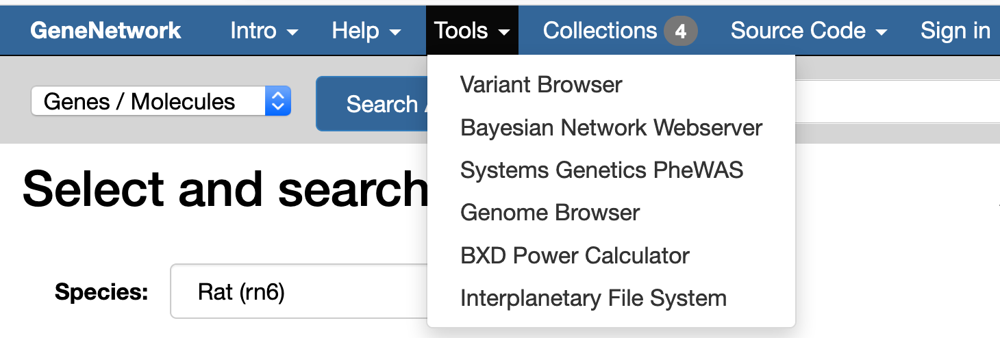 GeneNetwork Intro Help Tools Collections 4 Source Code Sign in
Genes / Molecules Search
Variant Browser
Bayesian Network Webserver
Systems Genetics PheWAS
Genome Browser
BXD Power Calculator
Interplanetary File System
Select and search
Species: Rat (rn6)